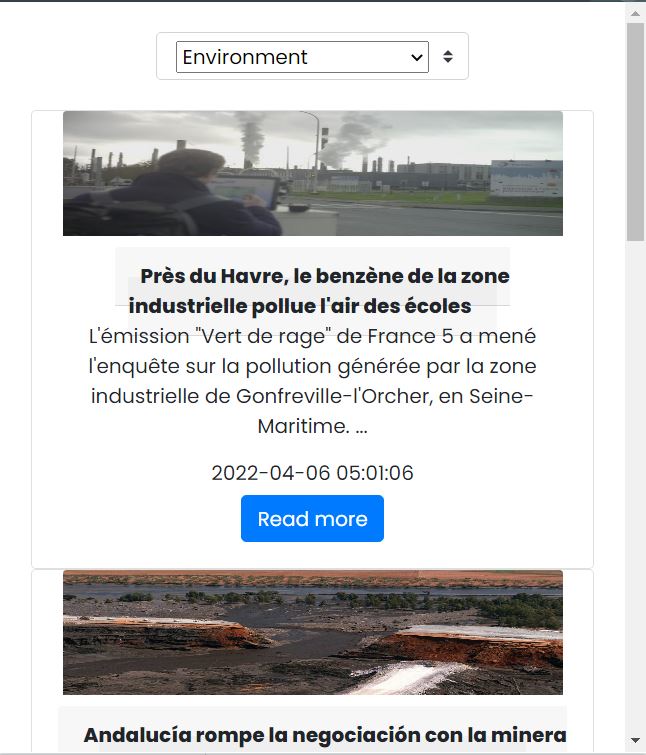 Environment
Près du Havre, le benzène de la zone
industrielle pollue l'air des écoles
L'émission "Vert de rage" de France 5 a mené
l'enquête sur la pollution générée par la zone
industrielle de Gonfreville-l'Orcher, en Seine-
Maritime. ...
2022-04-06 05:01:06
Read more
Andalucía rompe la negociación con la minera